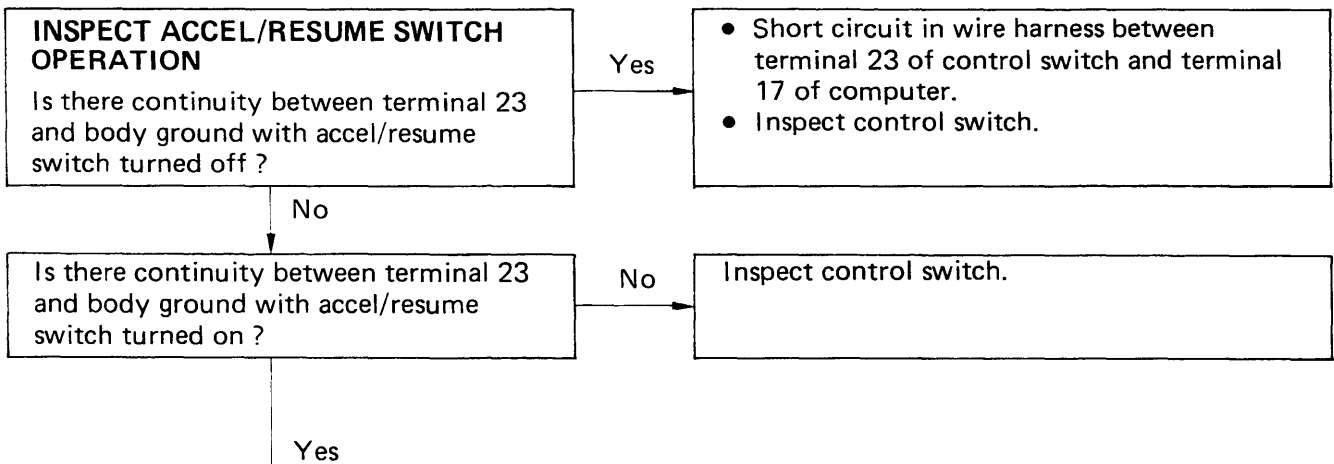 INSPECT ACCEL/RESUME SWITCH
OPERATION
Is there continuity between terminal 23
and body ground with accel/resume
switch turned off ?
Yes
● Short circuit in wire harness between
terminal 23 of control switch and terminal
17 of computer.
● Inspect control switch.
No
Is there continuity between terminal 23
and body ground with accel/resume
switch turned on ?
No
Inspect control switch.
Yes